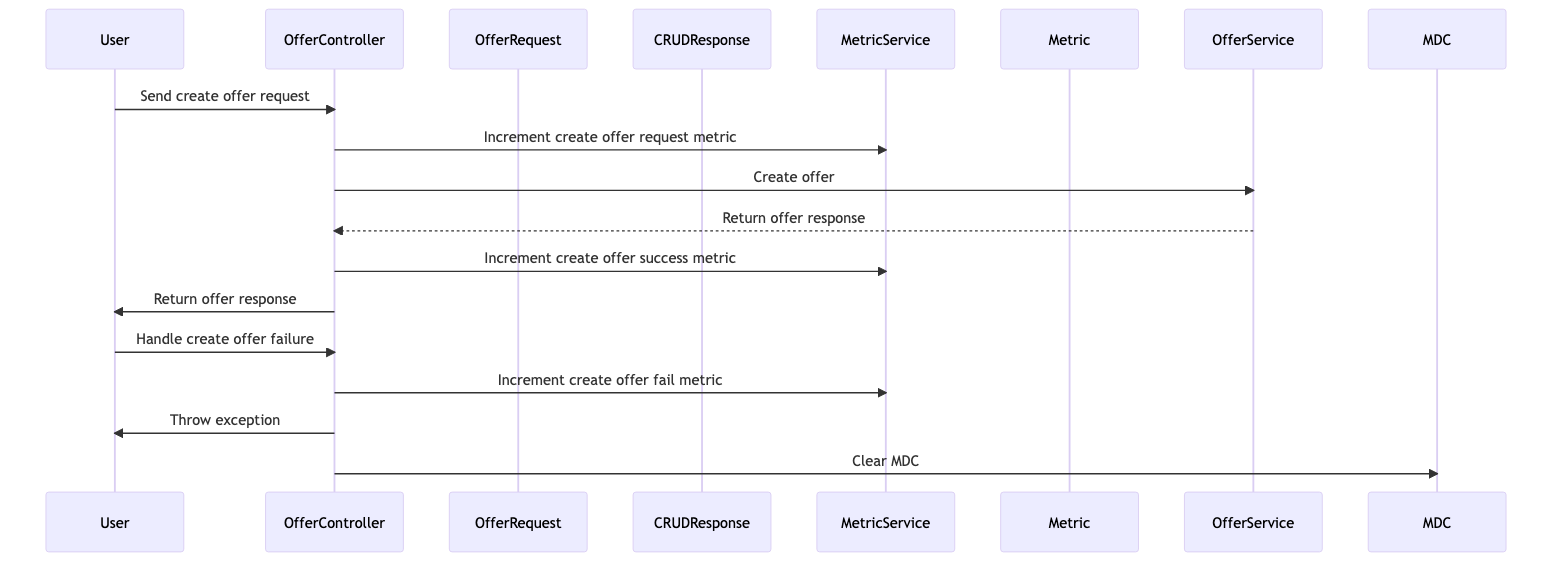 User
OfferController
OfferRequest
CRUDResponse
MetricService
Metric
OfferService
MDC
Send create offer request
Increment create offer request metric
Create offer
Return offer response
Increment create offer success metric
Return offer response
Handle create offer failure
Increment create offer fail metric
Throw exception
Clear MDC
User
OfferController
OfferRequest
CRUDResponse
MetricService
Metric
OfferService
MDC